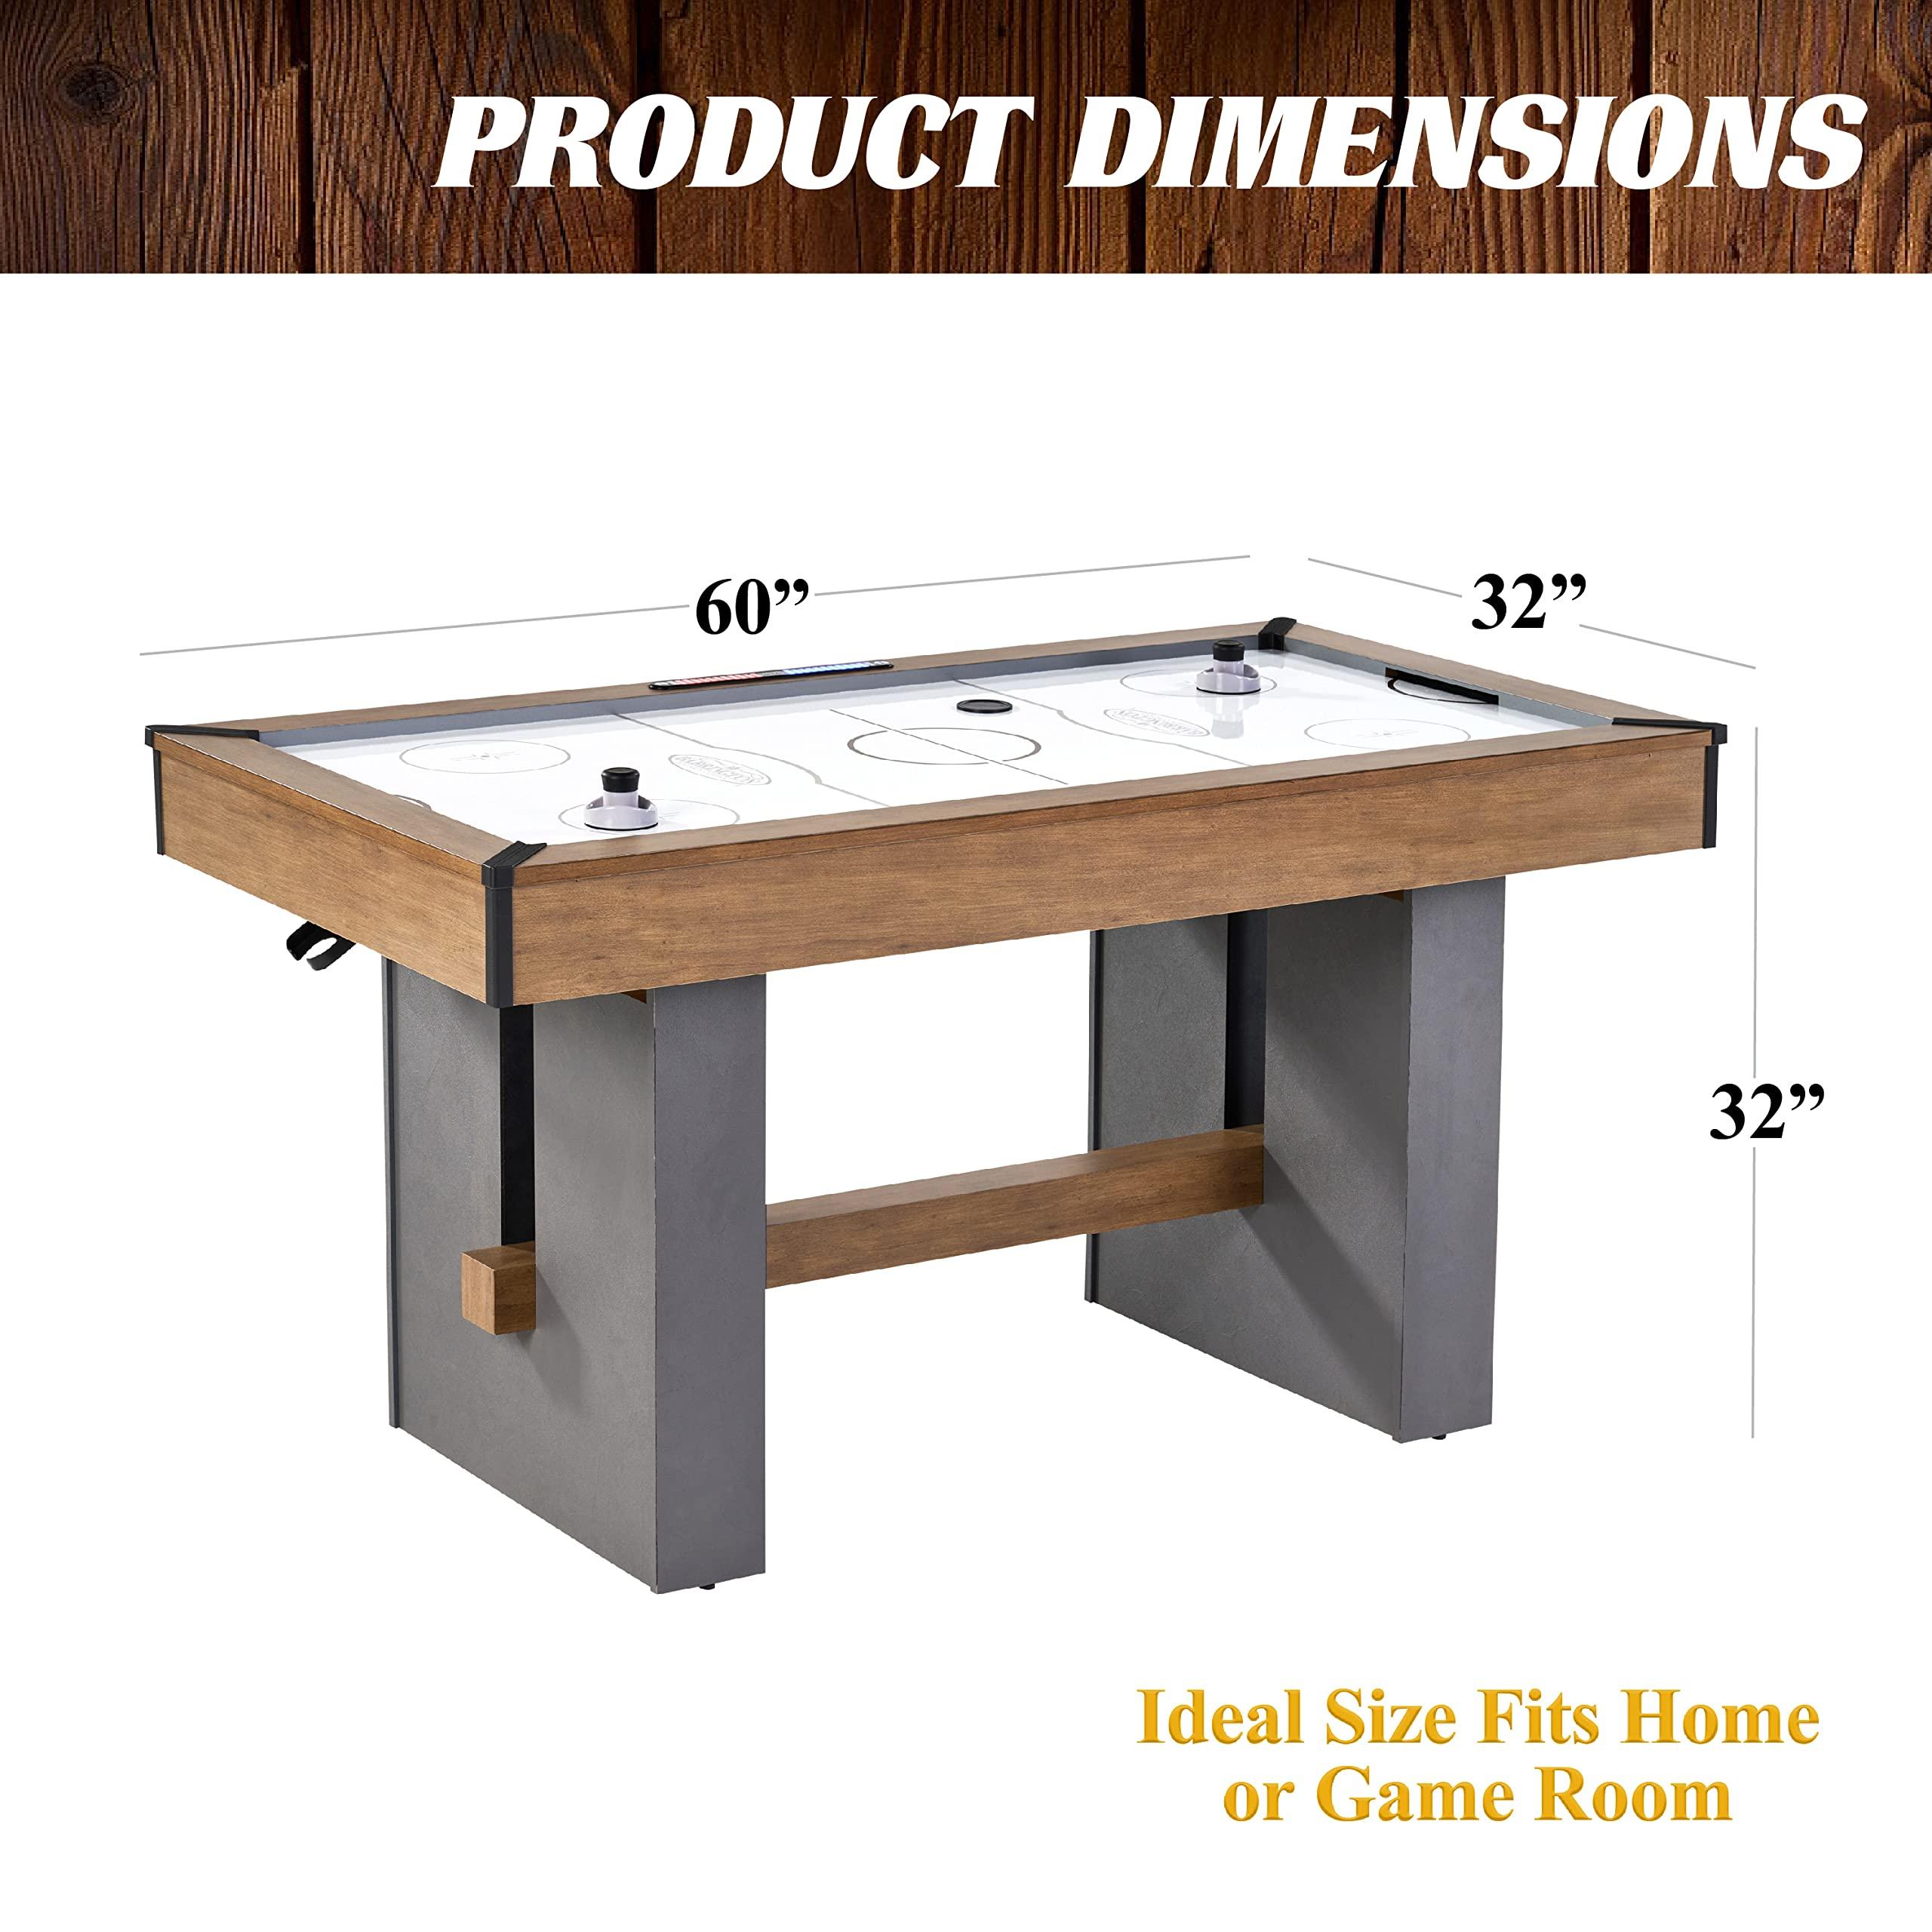 PRODUCT DIMENSIONS
60”
32”
32”
Ideal Size Fits Home
or Game Room